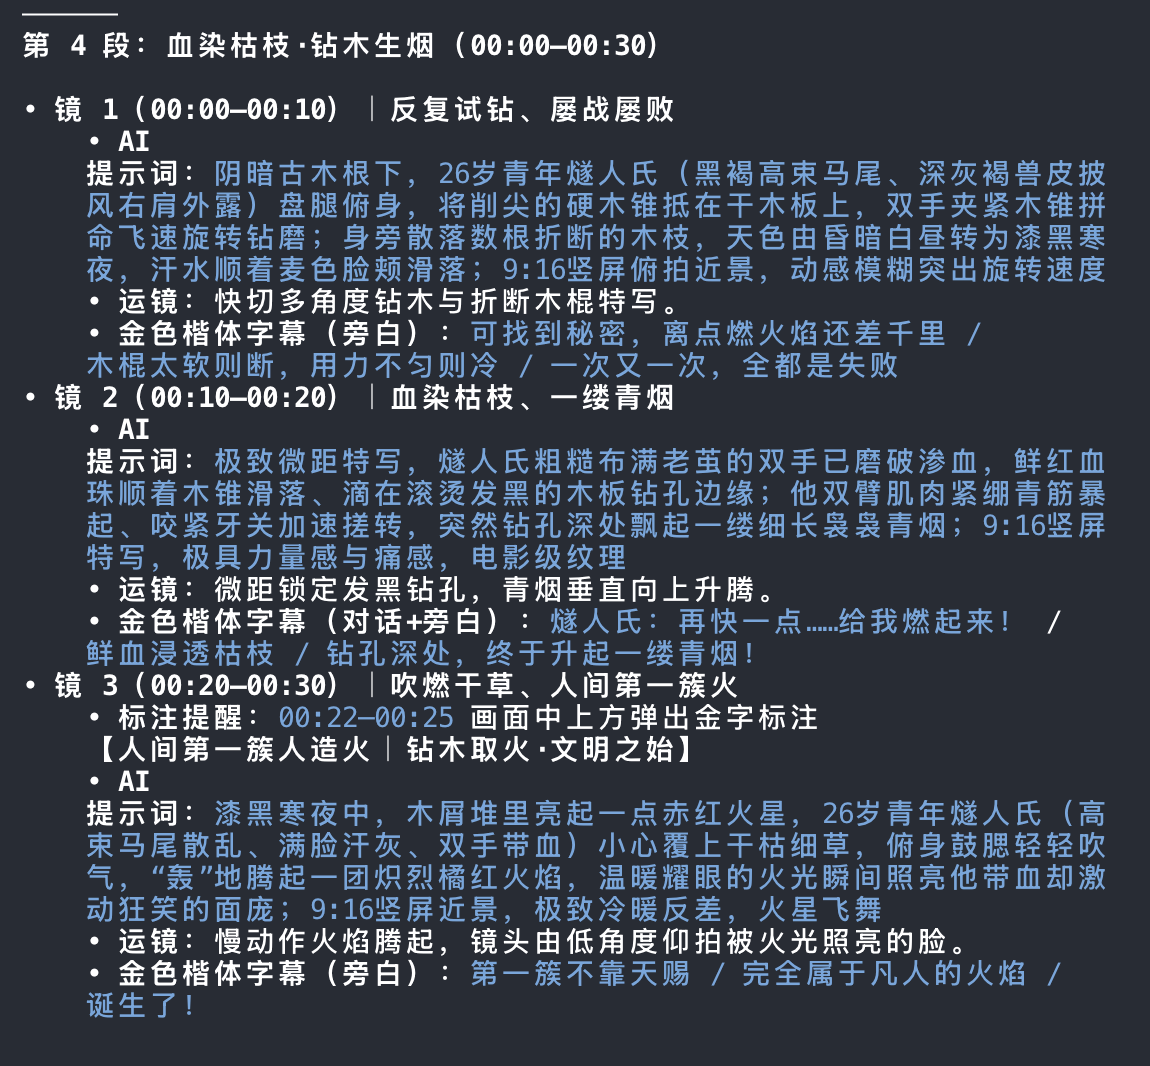 第 4 段：血染枯枝·钻木生烟（00:00—00:30）
• 镜 1（00:00—00:10）｜反复试钻、屡战屡败
• AI
提示词：阴暗古木根下，26岁青年燧人氏（黑褐高束马尾、深灰褐兽皮披
风右肩外露）盘腿俯身，将削尖的硬木锥抵在干木板上，双手夹紧木锥拼
命飞速旋转钻磨；身旁散落数根折断的木枝，天色由昏暗白昼转为漆黑寒
夜，汗水顺着麦色脸颊滑落；9:16竖屏俯拍近景，动感模糊突出旋转速度
• 运镜：快切多角度钻木与折断木棍特写。
• 金色楷体字幕（旁白）：可找到秘密，离点燃火焰还差千里 /
木棍太软则断，用力不匀则冷 / 一次又一次，全都是失败
• 镜 2（00:10—00:20）｜血染枯枝、一缕青烟
• AI
提示词：极致微距特写，燧人氏粗糙布满老茧的双手已磨破渗血，鲜红血
珠顺着木锥滑落、滴在滚烫发黑的木板钻孔边缘；他双臂肌肉紧绷青筋暴
起、咬紧牙关加速搓转，突然钻孔深处飘起一缕细长袅袅青烟；9:16竖屏
特写，极具力量感与痛感，电影级纹理
• 运镜：微距锁定发黑钻孔，青烟垂直向上升腾。
• 金色楷体字幕（对话+旁白）：燧人氏：再快一点……给我燃起来！ /
鲜血浸透枯枝 / 钻孔深处，终于升起一缕青烟！
• 镜 3（00:20—00:30）｜吹燃干草、人间第一簇火
• 标注提醒：00:22—00:25 画面中上方弹出金字标注
【人间第一簇人造火｜钻木取火·文明之始】
• AI
提示词：漆黑寒夜中，木屑堆里亮起一点赤红火星，26岁青年燧人氏（高
束马尾散乱、满脸汗灰、双手带血）小心覆上干枯细草，俯身鼓腮轻轻吹
气，“轰”地腾起一团炽烈橘红火焰，温暖耀眼的火光瞬间照亮他带血却激
动狂笑的面庞；9:16竖屏近景，极致冷暖反差，火星飞舞
• 运镜：慢动作火焰腾起，镜头由低角度仰拍被火光照亮的脸。
• 金色楷体字幕（旁白）：第一簇不靠天赐 / 完全属于凡人的火焰 /
诞生了！